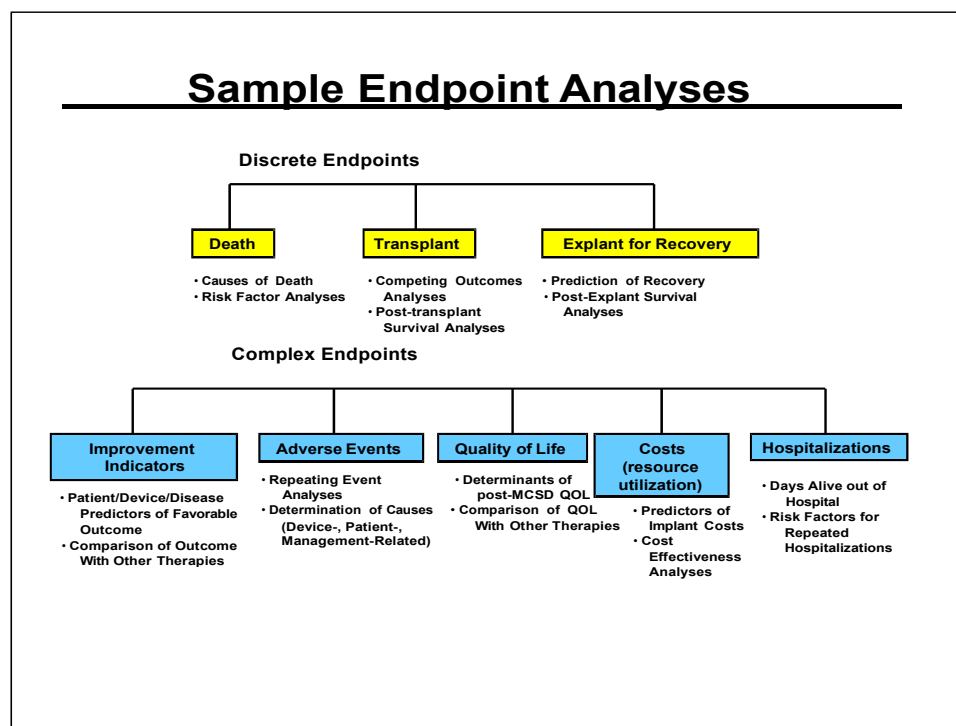 Sample Endpoint Analyses
Discrete Endpoints
Death
• Causes of Death
• Risk Factor Analyses
Transplant
• Competing Outcomes
Analyses
• Post-transplant
Survival Analyses
Explant for Recovery
• Prediction of Recovery
• Post-Explant Survival
Analyses
Complex Endpoints
Improvement
Indicators
• Patient/Device/Disease
Predictors of Favorable
Outcome
• Comparison of Outcome
With Other Therapies
Adverse Events
• Repeating Event
Analyses
• Determination of Causes
(Device-, Patient-,
Management-Related)
Quality of Life
• Determinants of
post-MCSD QOL
• Comparison of QOL
With Other Therapies
Costs
(resource
utilization)
• Predictors of
Implant Costs
• Cost
Effectiveness
Analyses
Hospitalizations
• Days Alive out of
Hospital
• Risk Factors for
Repeated
Hospitalizations